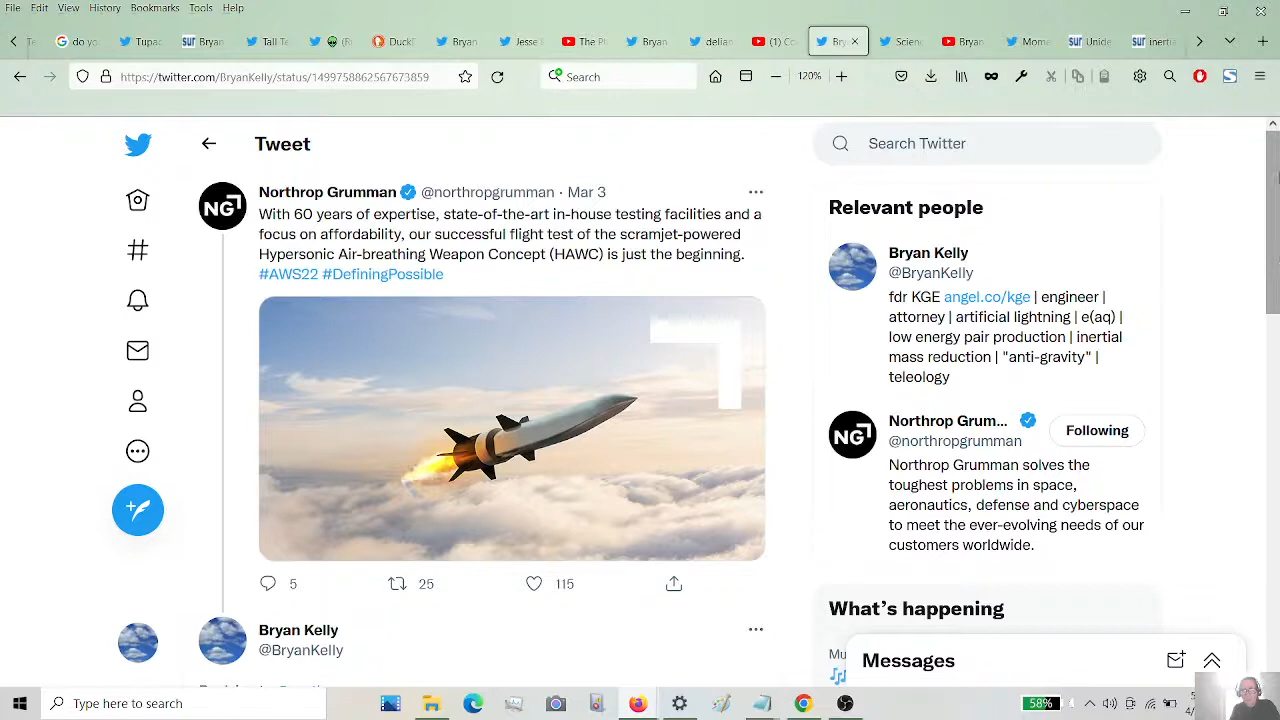 File Edit View History Bookmarks Tools Help
do yo
Tupac
Bryan
Tall Te
DuckD
Bryan
Jesse
The P
Bryan
delian
(1) Co
Scienc
Bryan
Mome
Unide
inertia
https://twitter.com/BryanKelly/status/1499758862567673859
Search
120%
Tweet
Search Twitter
NG
Northrop Grumman @northropgrumman · Mar 3
With 60 years of expertise, state-of-the-art in-house testing facilities and a
focus on affordability, our successful flight test of the scramjet-powered
Hypersonic Air-breathing Weapon Concept (HAWC) is just the beginning.
#AWS22 #DefiningPossible
5
25
115
Bryan Kelly
@BryanKelly
Relevant people
Bryan Kelly
@BryanKelly
fdr KGE angel.co/kge | engineer |
attorney | artificial lightning | e(aq) |
low energy pair production | inertial
mass reduction | "anti-gravity" |
teleology
NG
Northrop Grum...
@northropgrumman
Following
Northrop Grumman solves the
toughest problems in space,
aeronautics, defense and cyberspace
to meet the ever-evolving needs of our
customers worldwide.
What's happening
Mu
Messages
Type here to search
58%